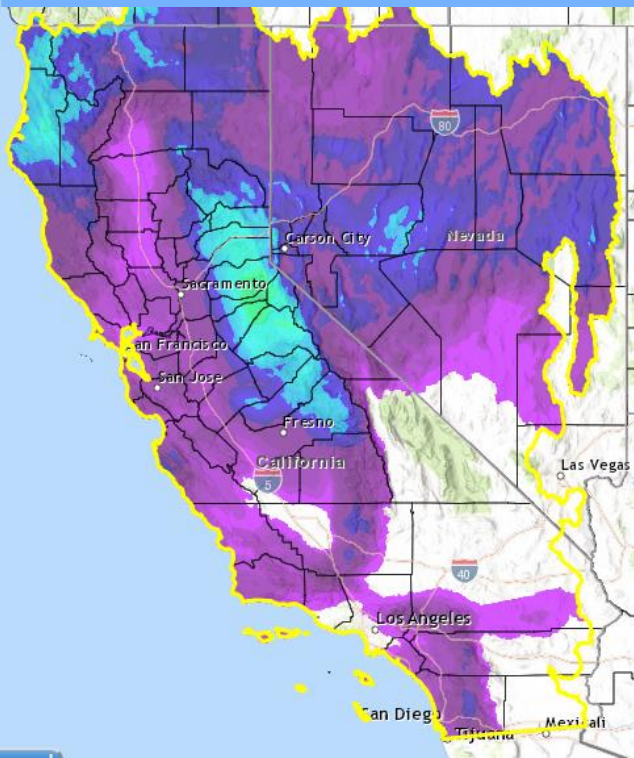 80
Carson City
Nevada
Sacramento
an Francisco
San Jose
Fresno
California
5
Las Vegas
40
Los Angeles
San Diego
Tijuana
Mexicali